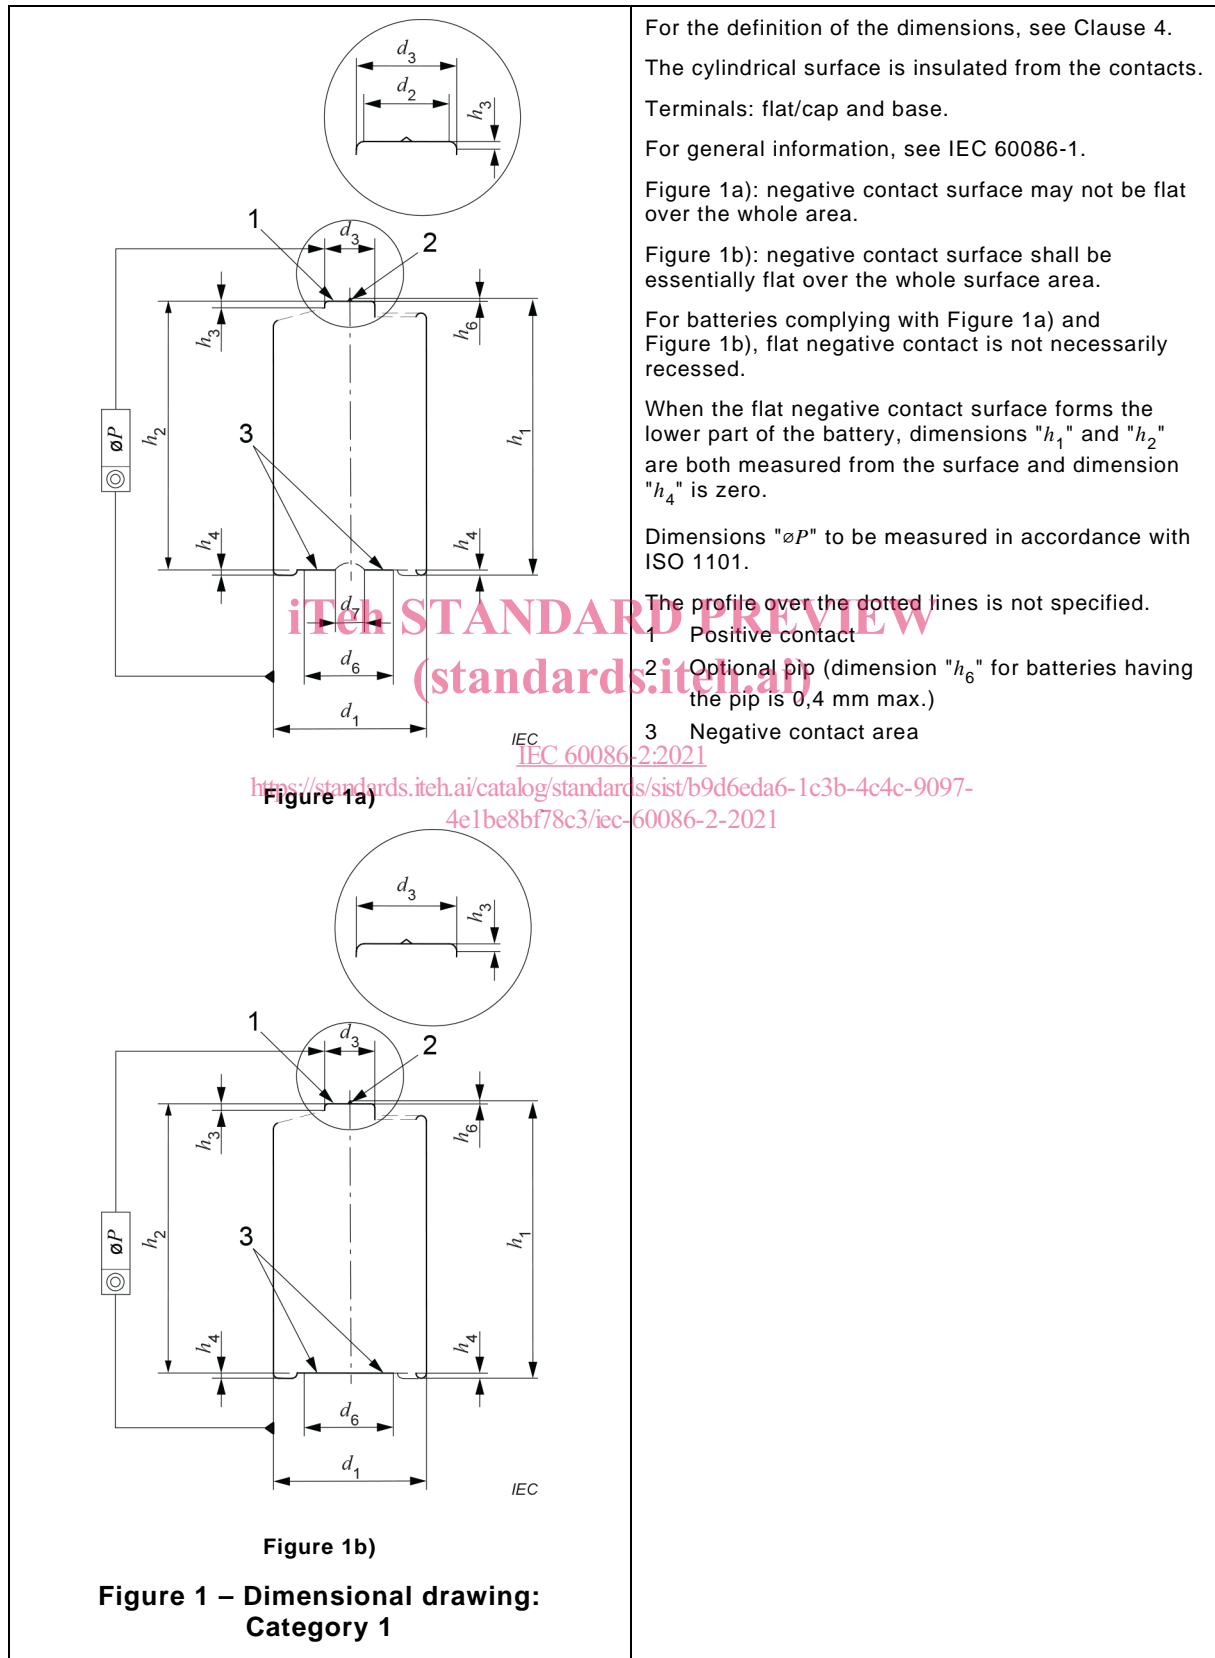 d3
d2
h3
1
d3
2
h3
h6
øP
h2
3
h1
h4
h4
d7
d6
d1
IEC
Figure 1a)
d3
h3
1
d3
2
h3
h6
øP
h2
3
h1
h4
h4
d6
d1
IEC
Figure 1b)
Figure 1 – Dimensional drawing:
Category 1
For the definition of the dimensions, see Clause 4.
The cylindrical surface is insulated from the contacts.
Terminals: flat/cap and base.
For general information, see IEC 60086-1.
Figure 1a): negative contact surface may not be flat
over the whole area.
Figure 1b): negative contact surface shall be
essentially flat over the whole surface area.
For batteries complying with Figure 1a) and
Figure 1b), flat negative contact is not necessarily
recessed.
When the flat negative contact surface forms the
lower part of the battery, dimensions "h1" and "h2"
are both measured from the surface and dimension
"h4" is zero.
Dimensions "⌀P" to be measured in accordance with
ISO 1101.
The profile over the dotted lines is not specified.
1 Positive contact
2 Optional pip (dimension "h6" for batteries having
the pip is 0,4 mm max.)
3 Negative contact area
iTeh STANDARD PREVIEW
(standards.iteh.ai)
IEC 60086-2:2021
https://standards.iteh.ai/catalog/standards/sist/b9d6eda6-1c3b-4c4c-9097-
4e1be8bf78c3/iec-60086-2-2021